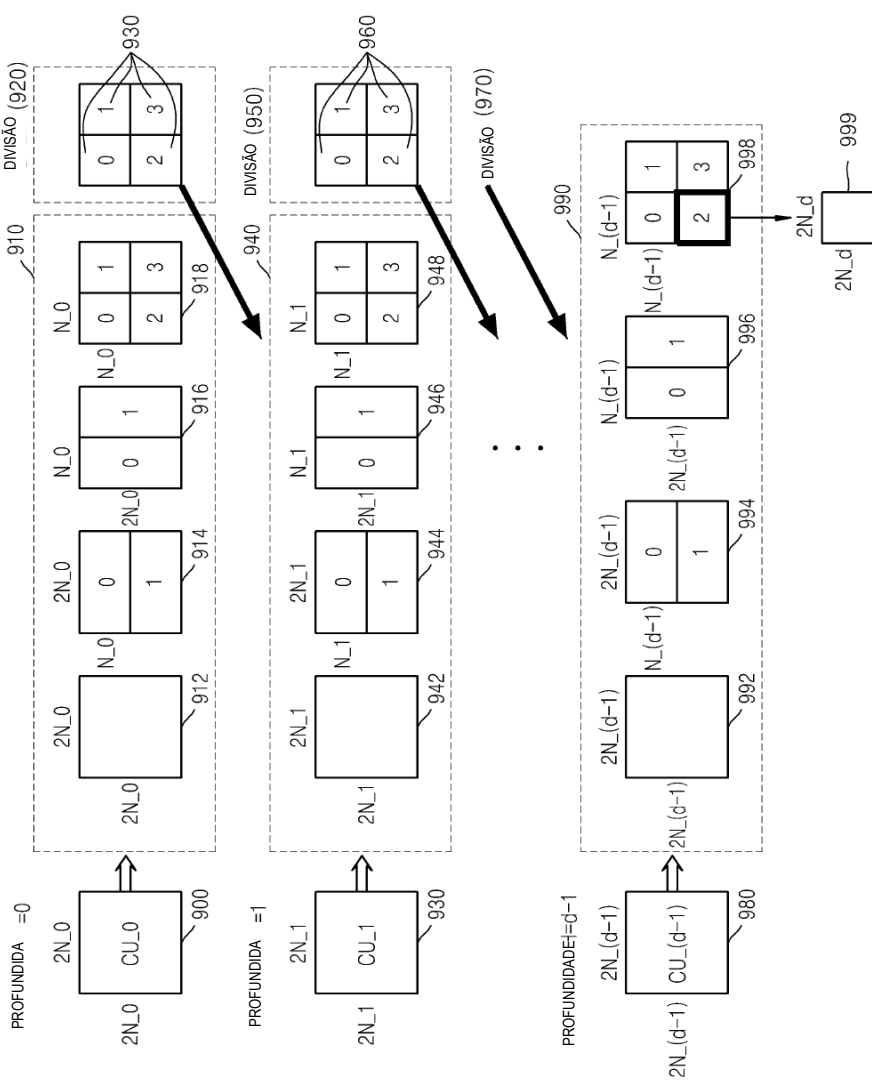 PROFUNDIDA =0
2N_0
2N_0
CU_0
900
910
2N_0
2N_0
912
2N_0
N_0
0
1
914
N_0
2N_0
0 1
916
N_0
N_0
0 1
2 3
918
DIVISÃO (920)
0 1
2 3
930
PROFUNDIDA =1
2N_1
2N_1
CU_1
930
940
2N_1
2N_1
942
2N_1
N_1
0
1
944
N_1
2N_1
0 1
946
N_1
N_1
0 1
2 3
948
DIVISÃO (950)
0 1
2 3
960
DIVISÃO (970)
PROFUNDIDADE=d-1
2N_(d-1)
2N_(d-1)
CU_(d-1)
980
990
2N_(d-1)
2N_(d-1)
992
2N_(d-1)
N_(d-1)
0
1
994
N_(d-1)
2N_(d-1)
0 1
996
N_(d-1)
N_(d-1)
0 1
2 3
998
2N_d
2N_d
999